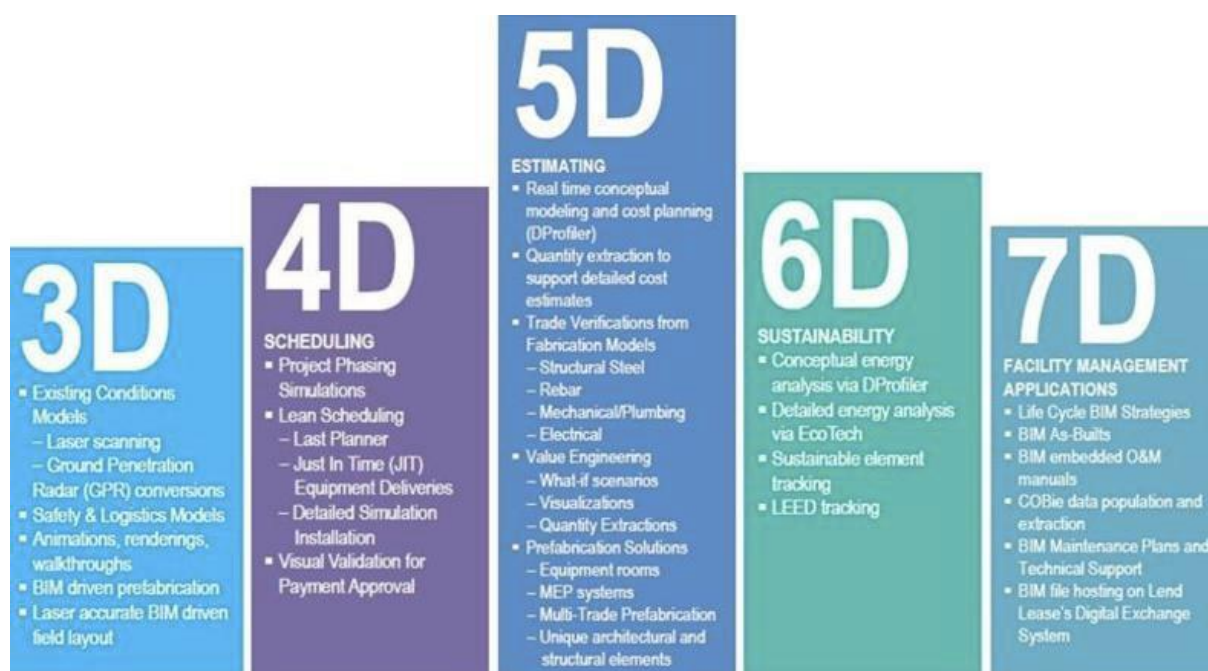 3D
▪ Existing Conditions
Models
– Laser scanning
– Ground Penetration
Radar (GPR) conversions
▪ Safety & Logistics Models
▪ Animations, renderings,
walkthroughs
▪ BIM driven prefabrication
▪ Laser accurate BIM driven
field layout
4D
SCHEDULING
▪ Project Phasing
Simulations
▪ Lean Scheduling
– Last Planner
– Just In Time (JIT)
Equipment Deliveries
– Detailed Simulation
Installation
▪ Visual Validation for
Payment Approval
5D
ESTIMATING
▪ Real time conceptual
modeling and cost planning
(DProfiler)
▪ Quantity extraction to
support detailed cost
estimates
▪ Trade Verifications from
Fabrication Models
– Structural Steel
– Rebar
– Mechanical/Plumbing
– Electrical
▪ Value Engineering
– What-if scenarios
– Visualizations
– Quantity Extractions
▪ Prefabrication Solutions
– Equipment rooms
– MEP systems
– Multi-Trade Prefabrication
– Unique architectural and
structural elements
6D
SUSTAINABILITY
▪ Conceptual energy
analysis via DProfiler
▪ Detailed energy analysis
via EcoTech
▪ Sustainable element
tracking
▪ LEED tracking
7D
FACILITY MANAGEMENT
APPLICATIONS
▪ Life Cycle BIM Strategies
▪ BIM As-Builts
▪ BIM embedded O&M
manuals
▪ COBie data population and
extraction
▪ BIM Maintenance Plans and
Technical Support
▪ BIM file hosting on Lend
Lease's Digital Exchange
System